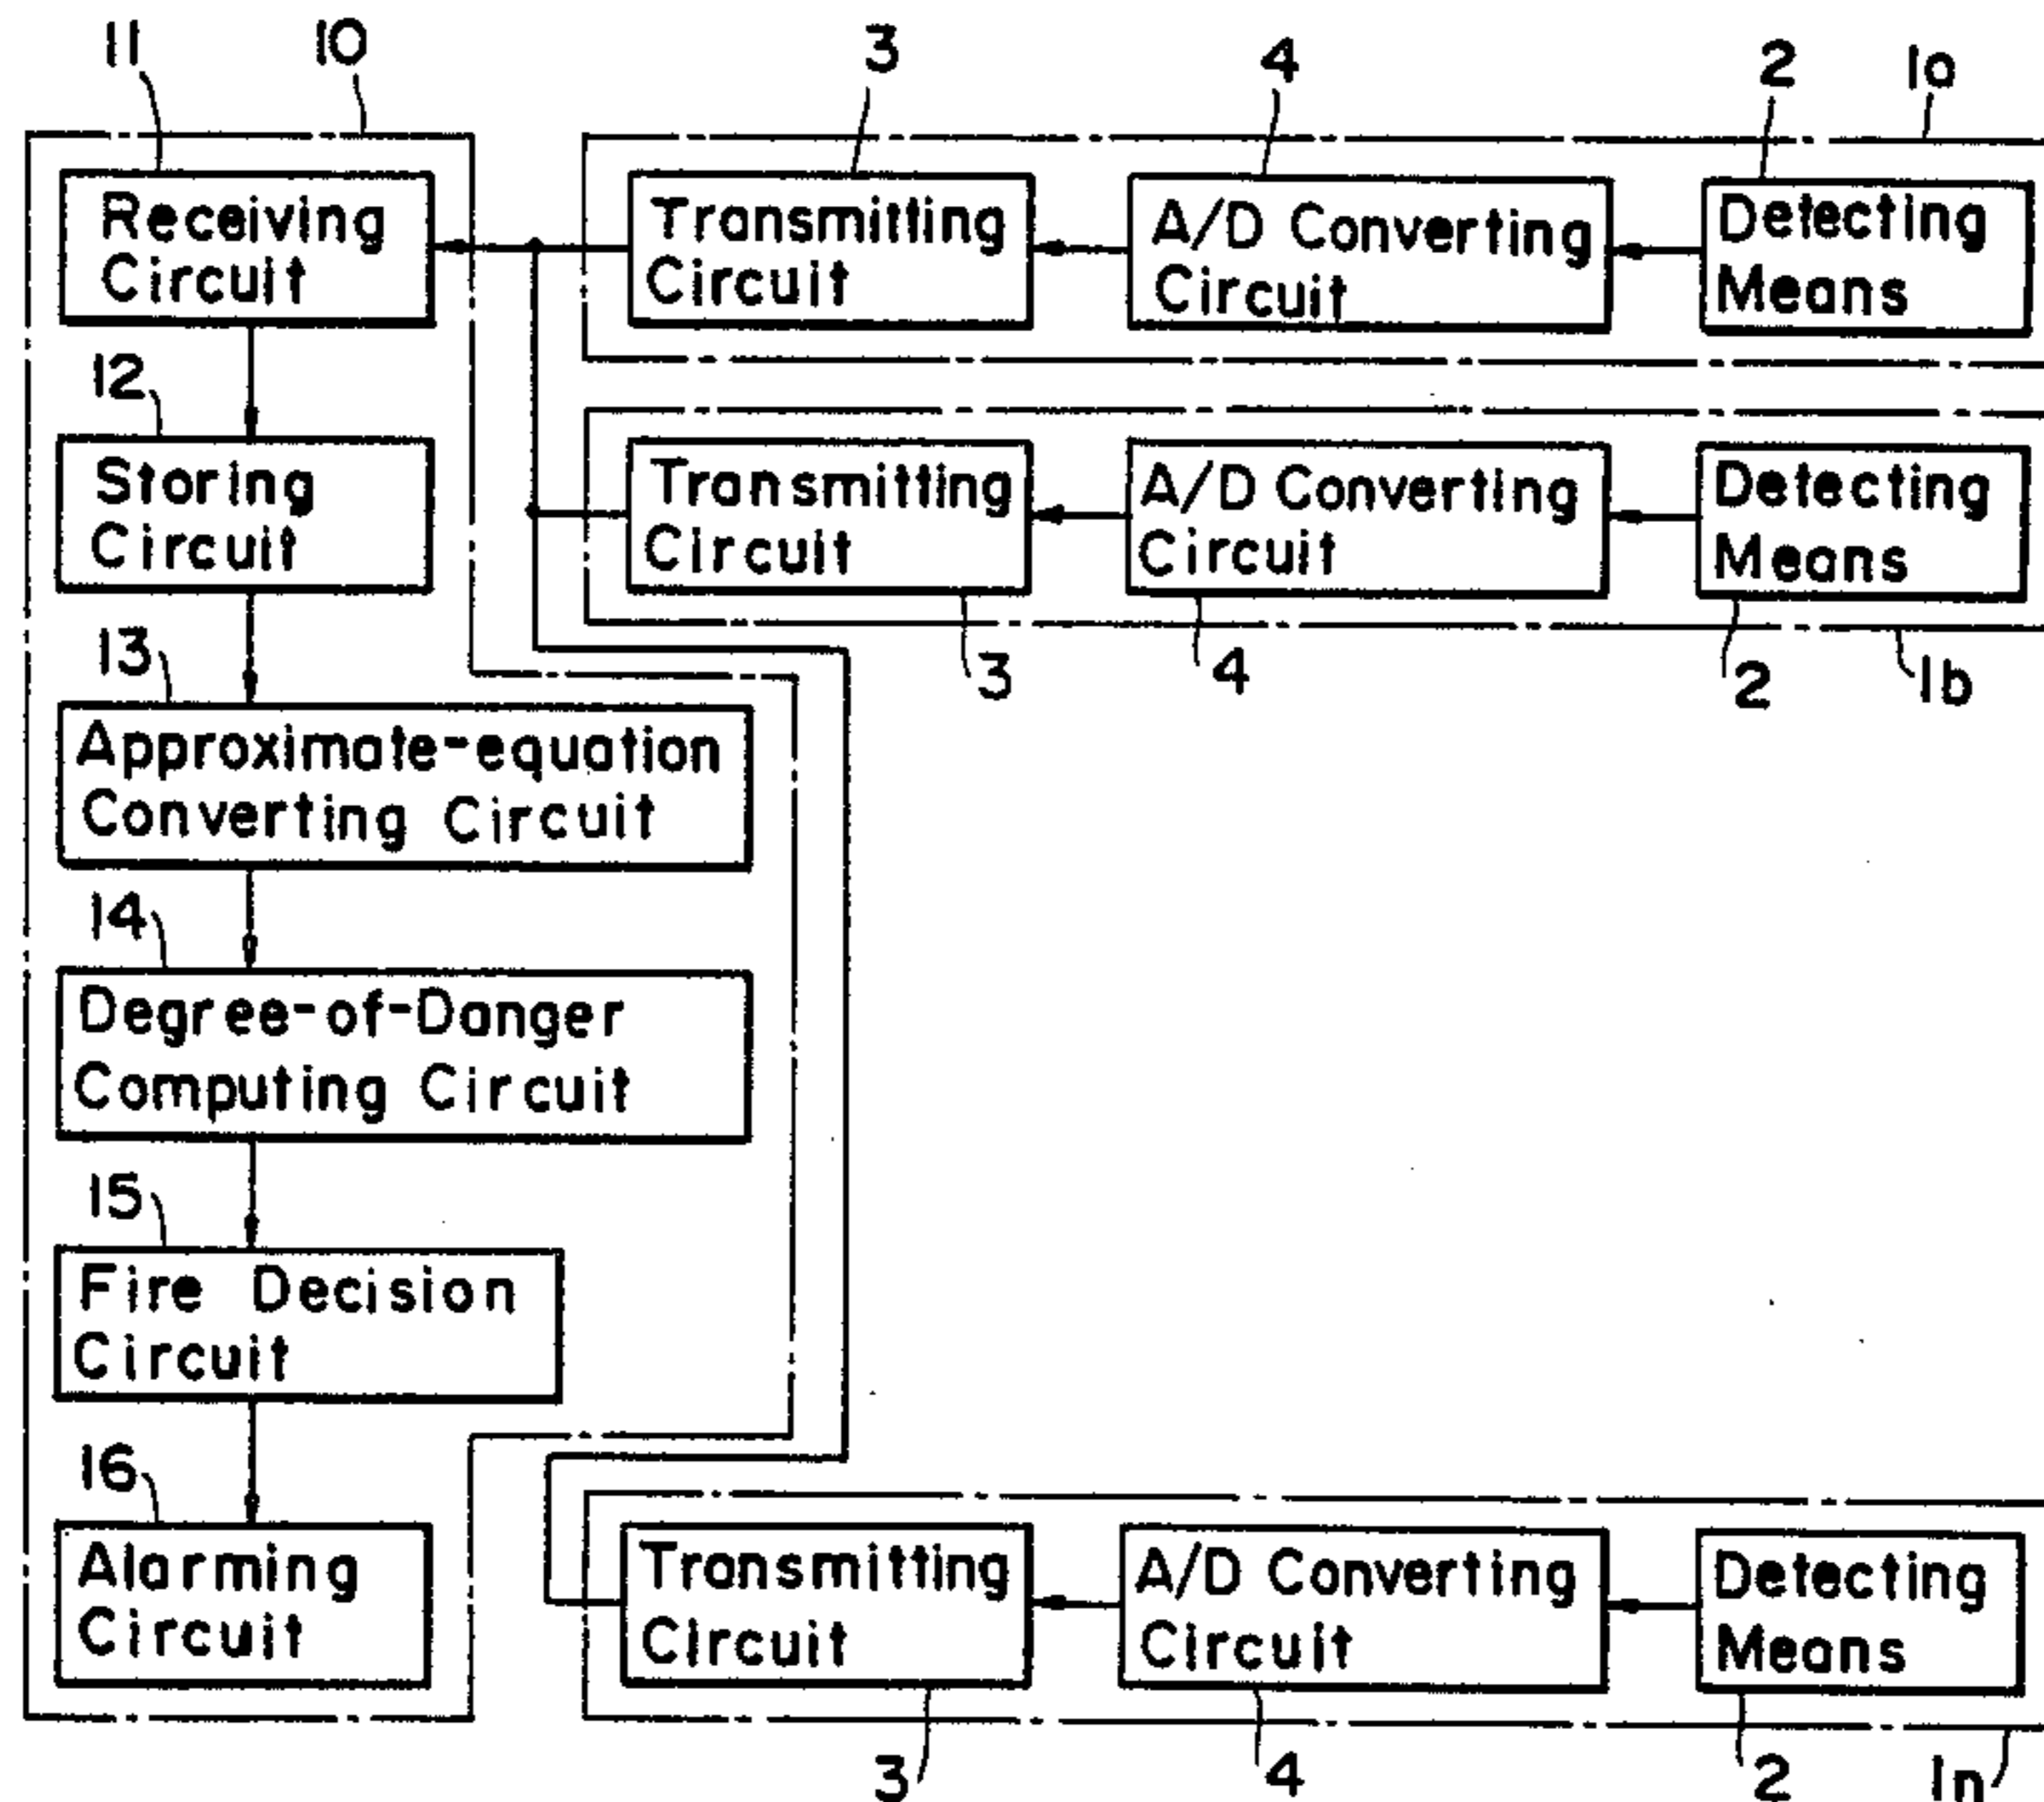 11 10 3 4 2 1a
Receiving
Circuit
Transmitting
Circuit
A/D Converting
Circuit
Detecting
Means
12
Storing
Circuit
Transmitting
Circuit
A/D Converting
Circuit
Detecting
Means
3 4 2 1b
13
Approximate-equation
Converting Circuit
14
Degree-of-Danger
Computing Circuit
15
Fire Decision
Circuit
16
Alarming
Circuit
Transmitting
Circuit
A/D Converting
Circuit
Detecting
Means
3 4 2 1n